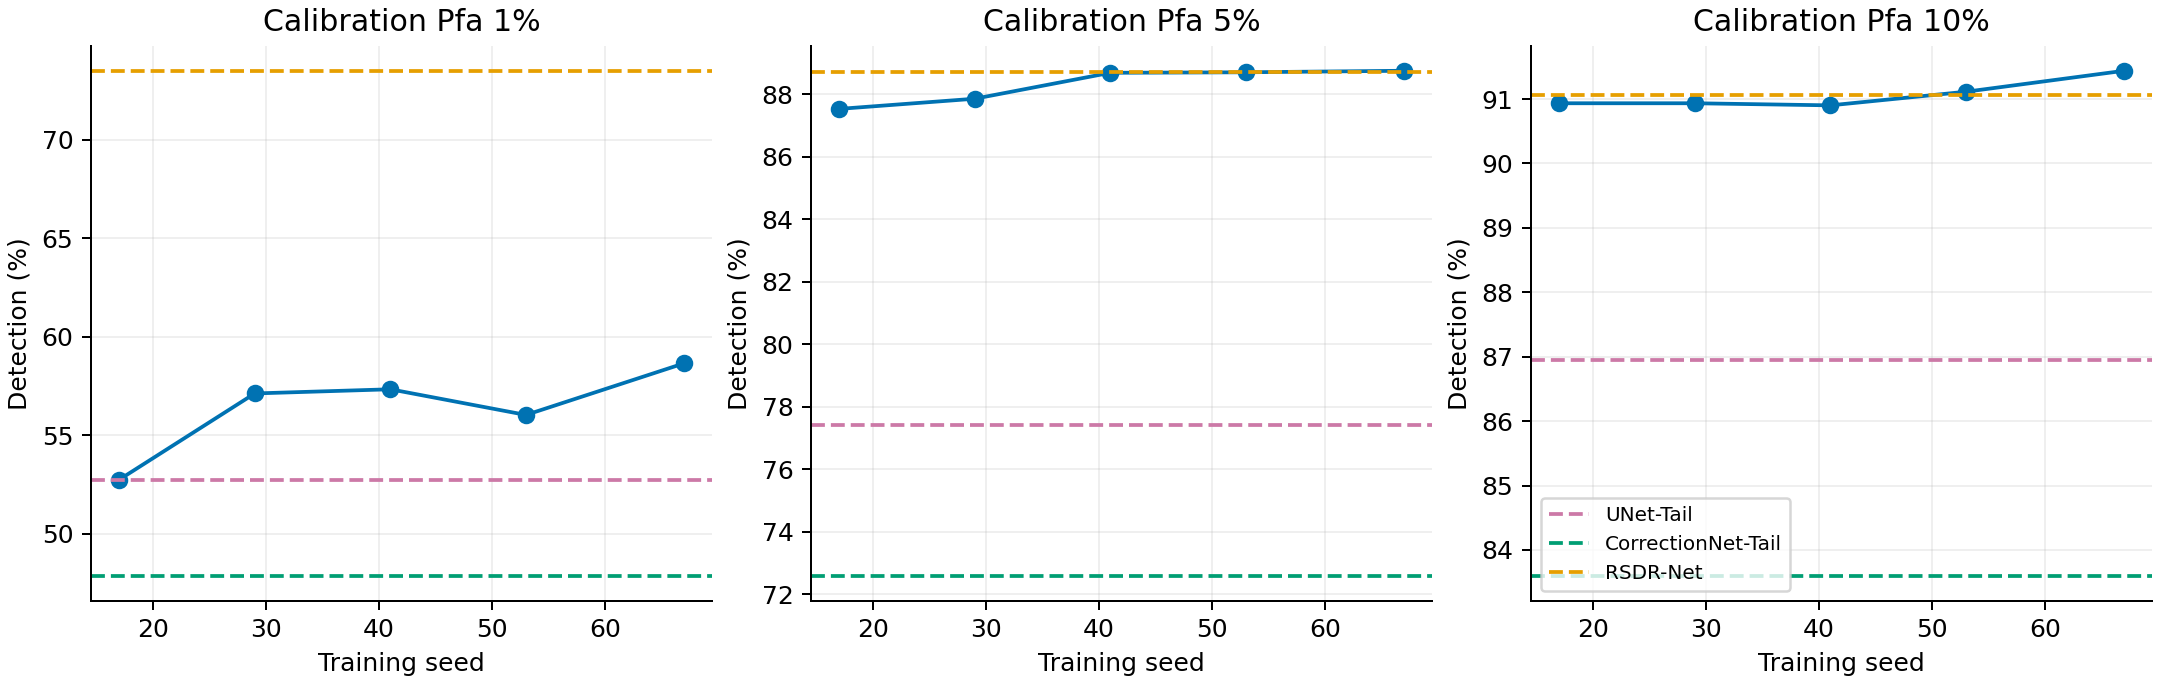 Calibration Pfa 1%
Detection (%)
70
65
60
55
50
20 30 40 50 60
Training seed
Calibration Pfa 5%
Detection (%)
88
86
84
82
80
78
76
74
72
20 30 40 50 60
Training seed
Calibration Pfa 10%
Detection (%)
91
90
89
88
87
86
85
84
UNet-Tail
CorrectionNet-Tail
RSDR-Net
20 30 40 50 60
Training seed